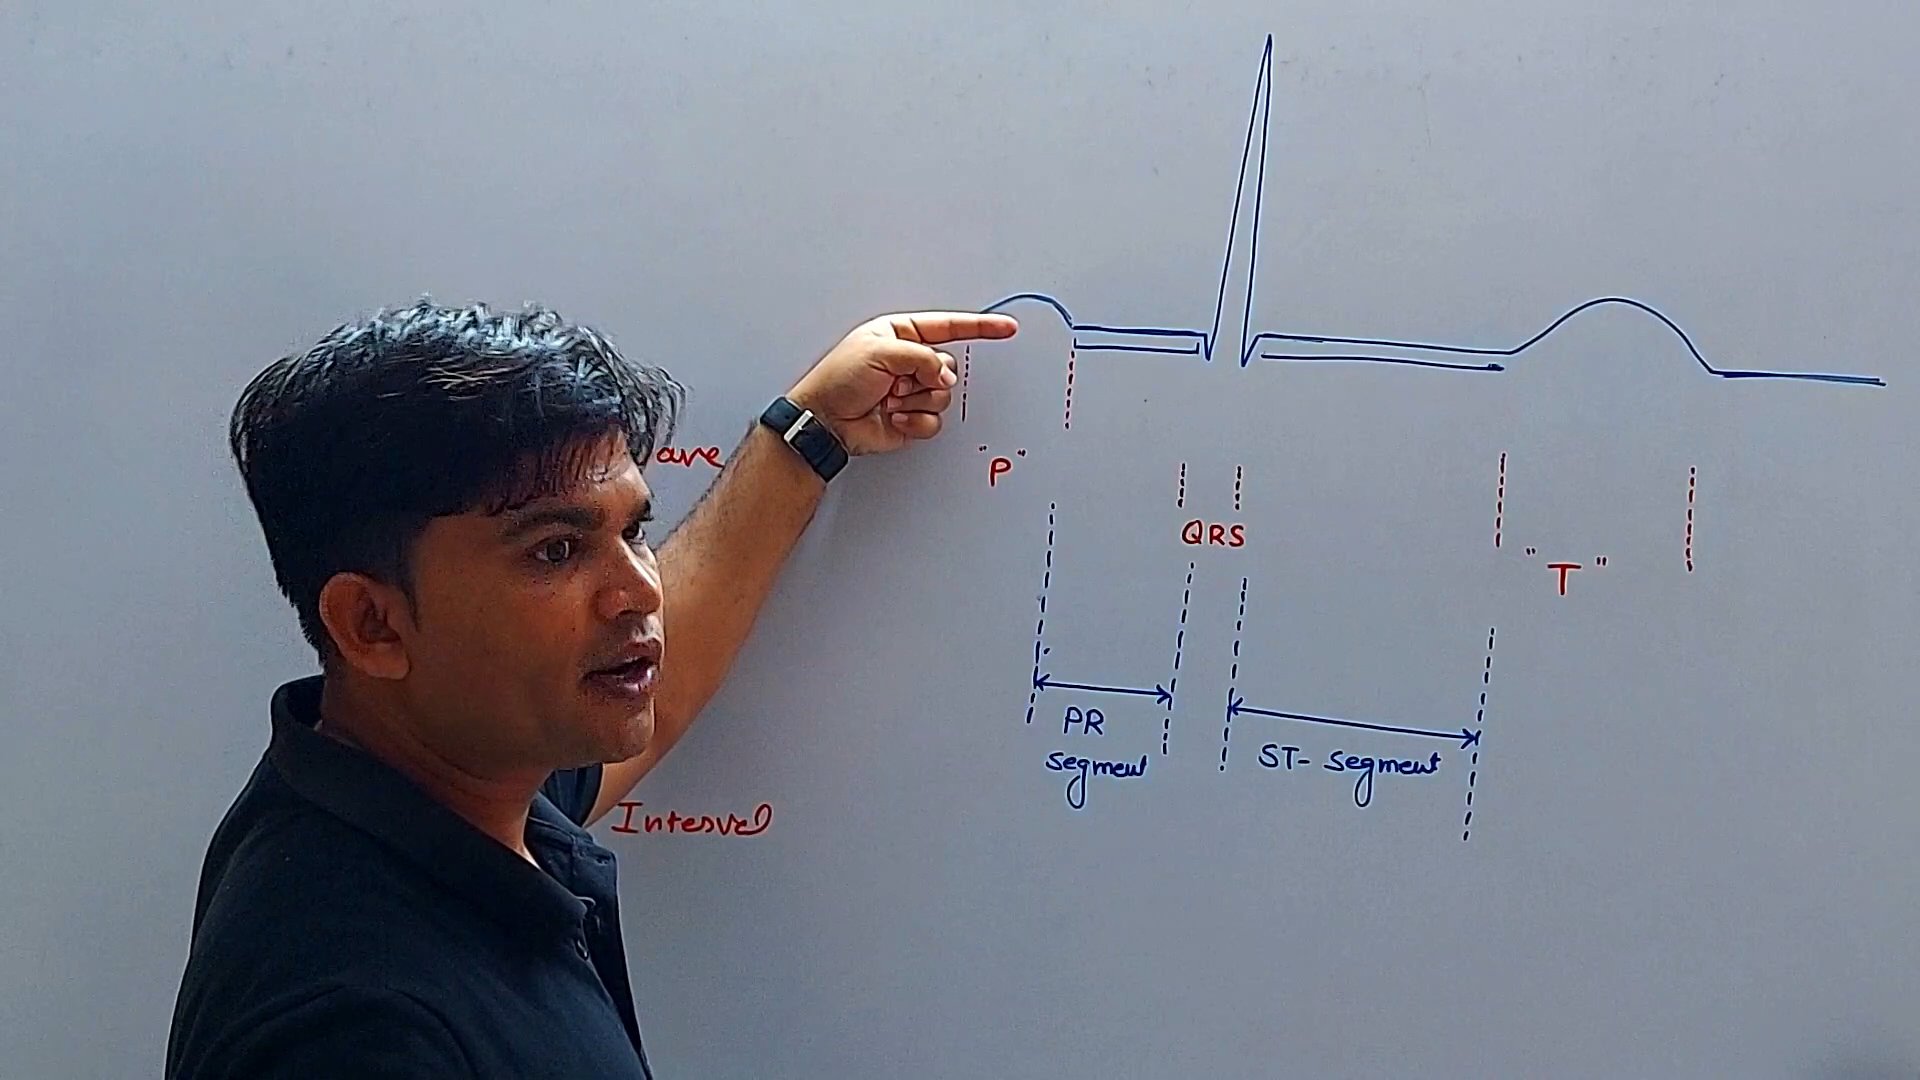 "P"
QRS
"T"
PR
segment
ST- segment
Interval